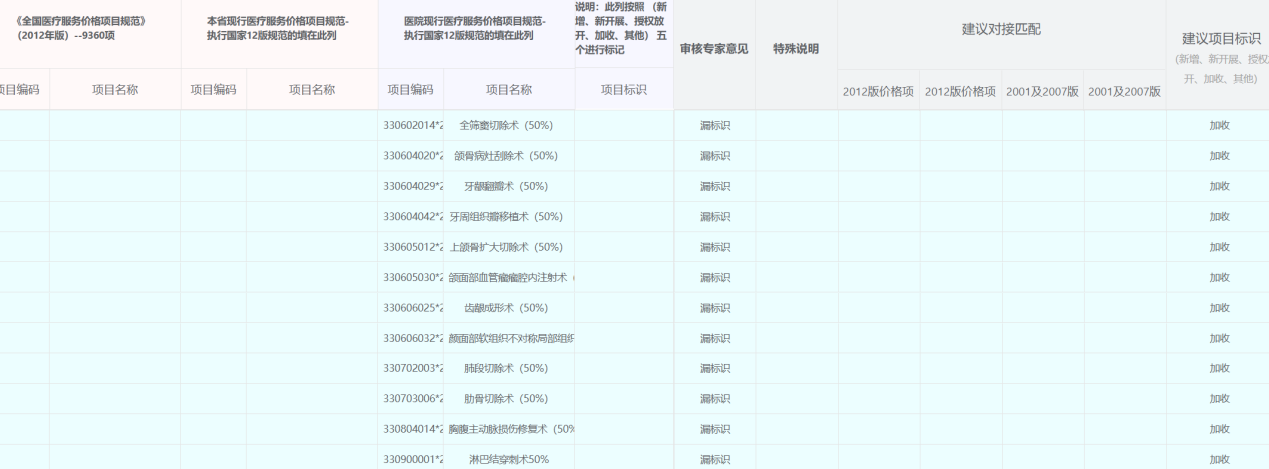 《全国医疗服务价格项目规范》
（2012年版）--9360项
本省现行医疗服务价格项目规范-
执行国家12版规范的填在此列
医院现行医疗服务价格项目规范-
执行国家12版规范的填在此列
说明：此列按照 （新
增、新开展、授权放
开、加收、其他） 五
个进行标记
审核专家意见
特殊说明
建议对接匹配
建议项目标识
（新增、新开展、授权
开、加收、其他）
项目编码 项目名称 项目编码 项目名称 项目编码 项目名称 项目标识 2012版价格项 2012版价格项 2001及2007版 2001及2007版
330602014*2 全筛窦切除术（50%） 漏标识 加收
330604020*2 颌骨病灶刮除术（50%） 漏标识 加收
330604029*2 牙龈翻瓣术（50%） 漏标识 加收
330604042*2 牙周组织瓣移植术（50%） 漏标识 加收
330605012*2 上颌骨扩大切除术（50%） 漏标识 加收
330605030*2 颌面部血管瘤瘤腔内注射术（ 漏标识 加收
330606025*2 齿龈成形术（50%） 漏标识 加收
330606032*2 颜面部软组织不对称局部组织 漏标识 加收
330702003*2 肺段切除术（50%） 漏标识 加收
330703006*2 肋骨切除术（50%） 漏标识 加收
330804014*2 胸腹主动脉损伤修复术（50% 漏标识 加收
330900001*2 淋巴结穿刺术50% 漏标识 加收